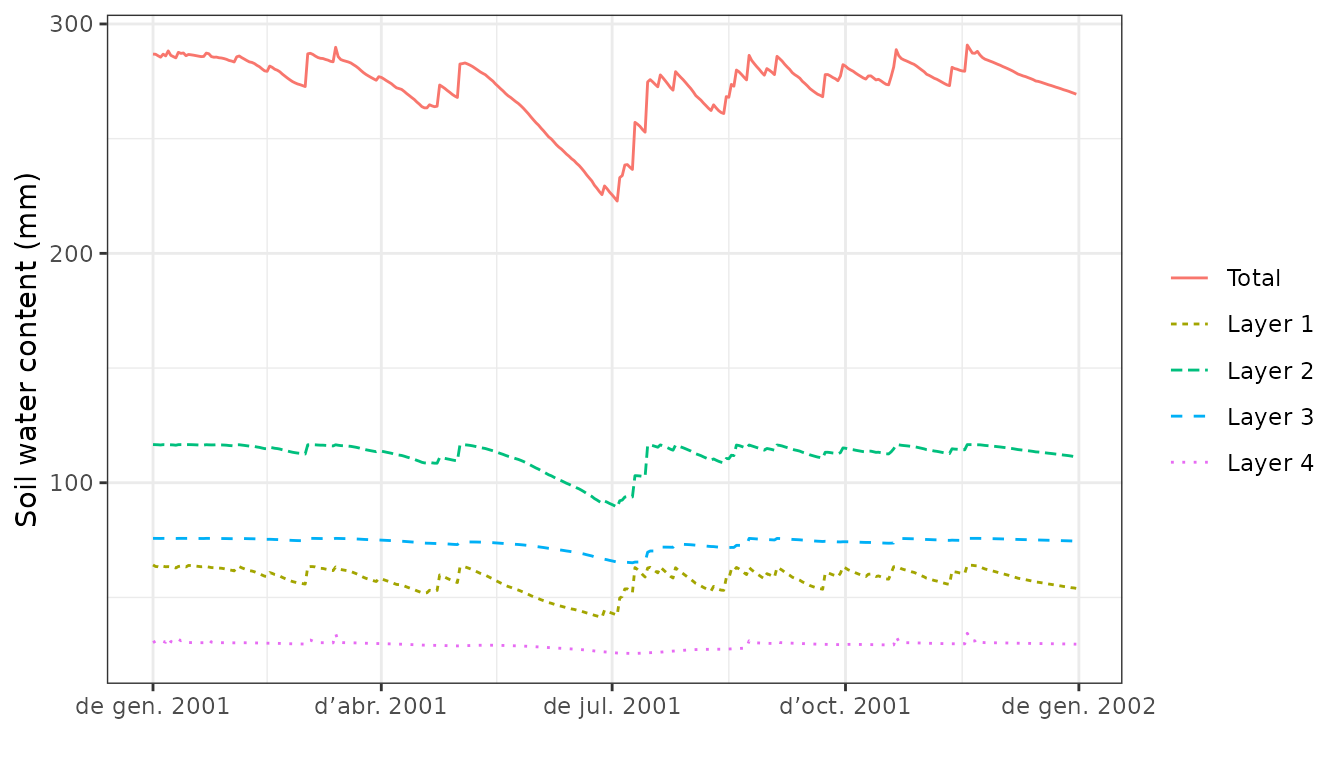 Soil water content (mm)
300
200
100
de gen. 2001
d’abr. 2001
de jul. 2001
d’oct. 2001
de gen. 2002
Total
Layer 1
Layer 2
Layer 3
Layer 4